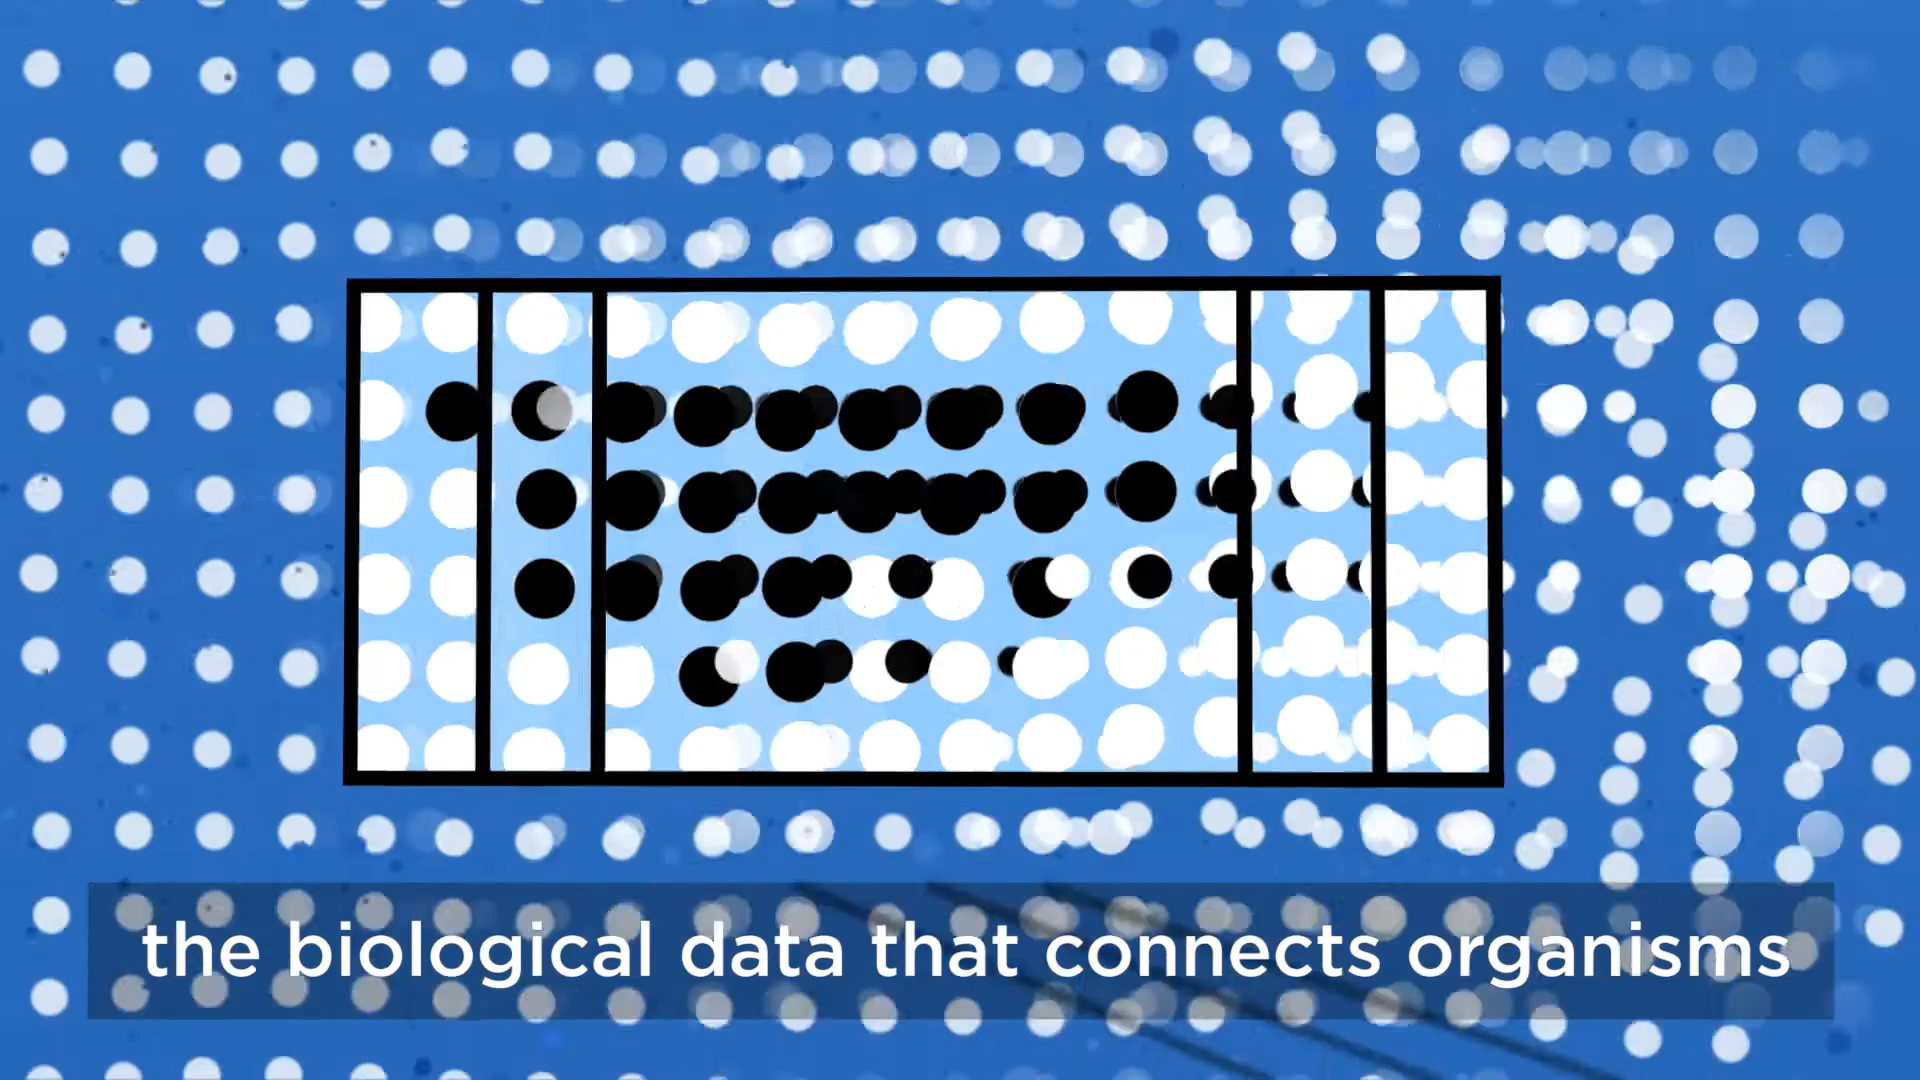 the biological data that connects organisms